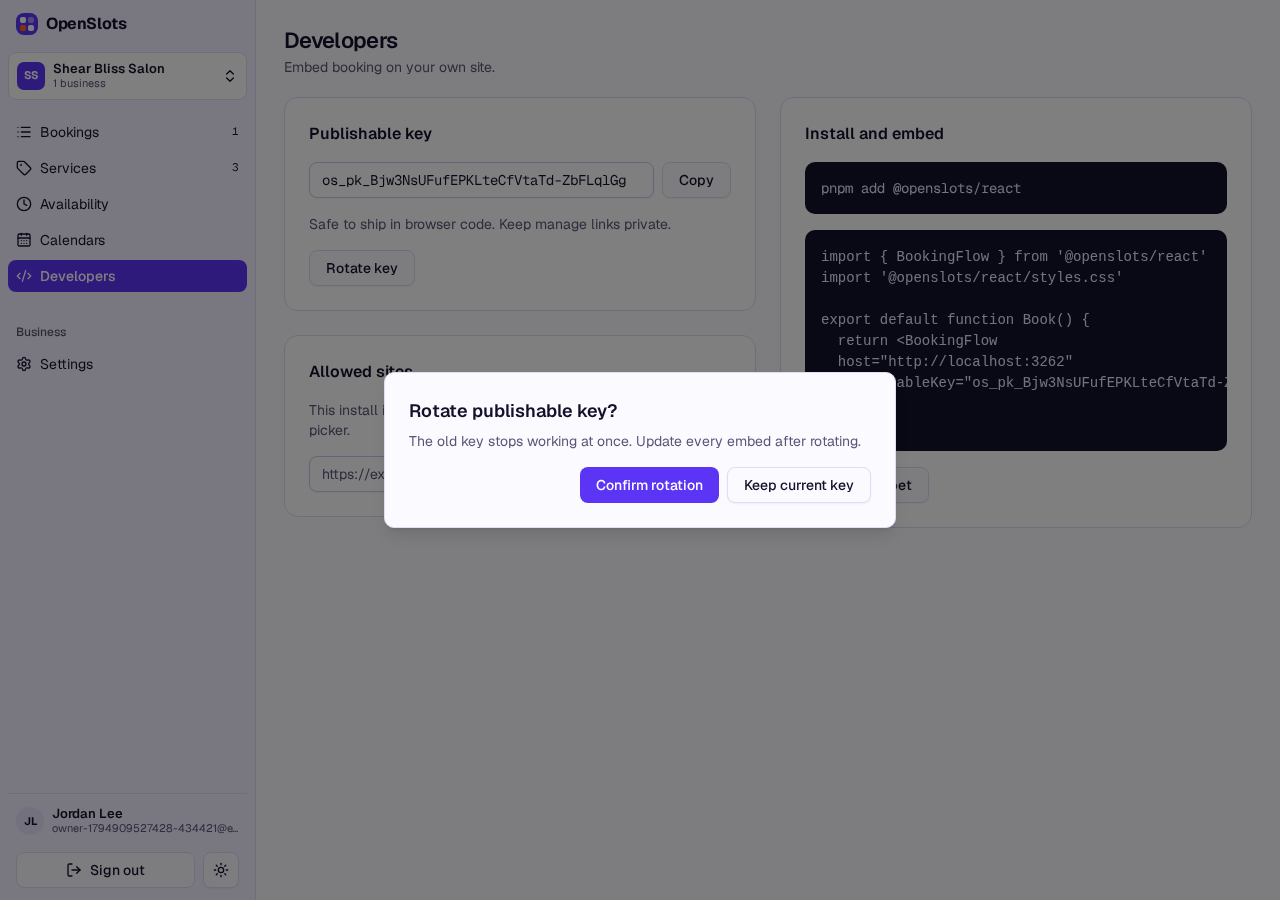 OpenSlots
SS
Shear Bliss Salon
1 business
Bookings
1
Services
3
Availability
Calendars
Developers
Business
Settings
JL
Jordan Lee
owner-1794909527428-434421@e...
Sign out
Developers
Embed booking on your own site.
Publishable key
os_pk_Bjw3NsUFufEPKLteCfVtaTd-ZbFLqlGg
Copy
Safe to ship in browser code. Keep manage links private.
Rotate key
Allowed sites
This install
picker.
https://ex
Install and embed
pnpm add @openslots/react
import { BookingFlow } from '@openslots/react'
import '@openslots/react/styles.css'
export default function Book() {
return <BookingFlow
host="http://localhost:3262"
ableKey="os_pk_Bjw3NsUFufEPKLteCfVtaTd-Z
Rotate publishable key?
The old key stops working at once. Update every embed after rotating.
Confirm rotation
Keep current key